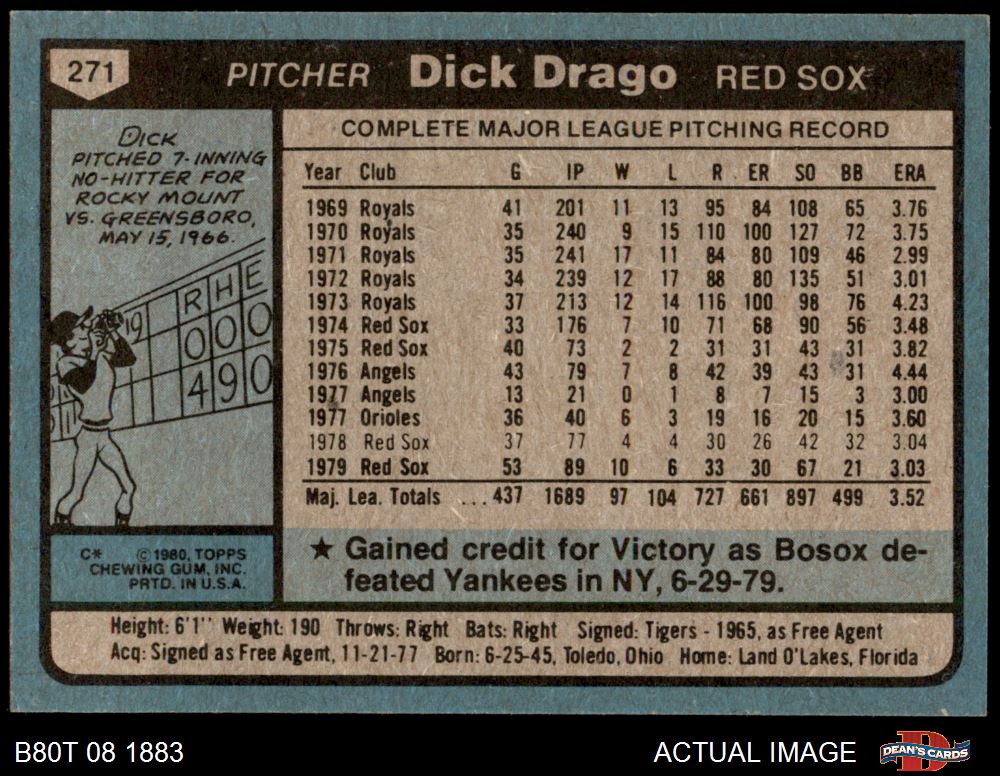 271 PITCHER Dick Drago RED SOX
DICK
PITCHED 7-INNING
NO-HITTER FOR
ROCKY MOUNT
VS. GREENSBORO,
MAY 15, 1966.
19 R H E
0 0 0
4 9 0
C* © 1980, TOPPS
CHEWING GUM, INC.
PRTD. IN U.S.A.
COMPLETE MAJOR LEAGUE PITCHING RECORD
Year Club G IP W L R ER SO BB ERA
1969 Royals 41 201 11 13 95 84 108 65 3.76
1970 Royals 35 240 9 15 110 100 127 72 3.75
1971 Royals 35 241 17 11 84 80 109 46 2.99
1972 Royals 34 239 12 17 88 80 135 51 3.01
1973 Royals 37 213 12 14 116 100 98 76 4.23
1974 Red Sox 33 176 7 10 71 68 90 56 3.48
1975 Red Sox 40 73 2 2 31 31 43 31 3.82
1976 Angels 43 79 7 8 42 39 43 31 4.44
1977 Angels 13 21 0 1 8 7 15 3 3.00
1977 Orioles 36 40 6 3 19 16 20 15 3.60
1978 Red Sox 37 77 4 4 30 26 42 32 3.04
1979 Red Sox 53 89 10 6 33 30 67 21 3.03
Maj. Lea. Totals ...437 1689 97 104 727 661 897 499 3.52
★ Gained credit for Victory as Bosox de-
feated Yankees in NY, 6-29-79.
Height: 6'1'' Weight: 190 Throws: Right Bats: Right Signed: Tigers - 1965, as Free Agent
Acq: Signed as Free Agent, 11-21-77 Born: 6-25-45, Toledo, Ohio Home: Land O'Lakes, Florida
B80T 08 1883 ACTUAL IMAGE DEAN'S CARDS